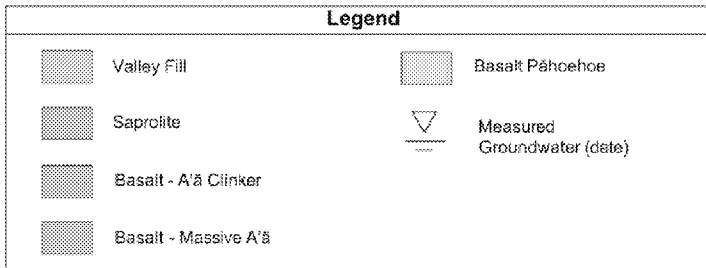 Legend
Valley Fill
Saprolite
Basalt - A'ā Clinker
Basalt - Massive A'ā
Basalt Pāhoehoe
Measured
Groundwater (date)